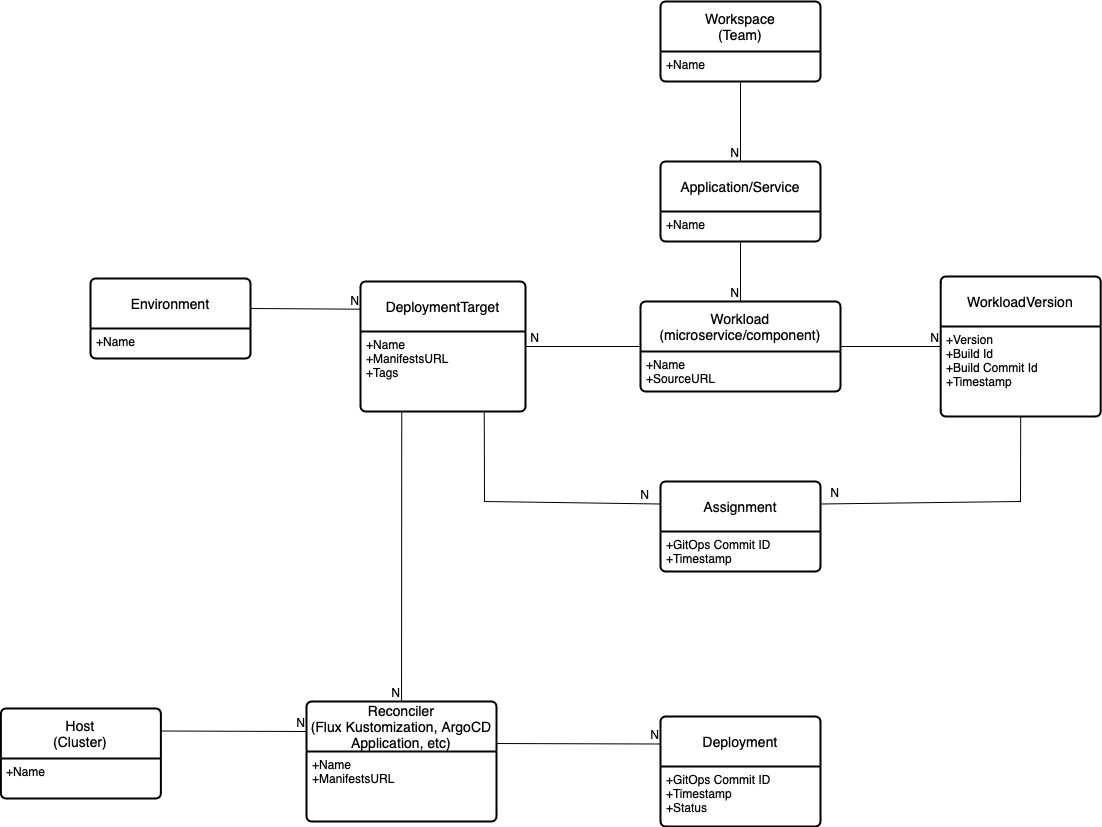 Workspace
(Team)
+Name
N
Application/Service
+Name
N
Environment
+Name
N
DeploymentTarget
+Name
+ManifestsURL
+Tags
N
Workload
(microservice/component)
+Name
+SourceURL
N
WorkloadVersion
+Version
+Build Id
+Build Commit Id
+Timestamp
N
Assignment
+GitOps Commit ID
+Timestamp
N
N
Host
(Cluster)
+Name
N
Reconciler
(Flux Kustomization, ArgoCD
Application, etc)
+Name
+ManifestsURL
N
Deployment
+GitOps Commit ID
+Timestamp
+Status